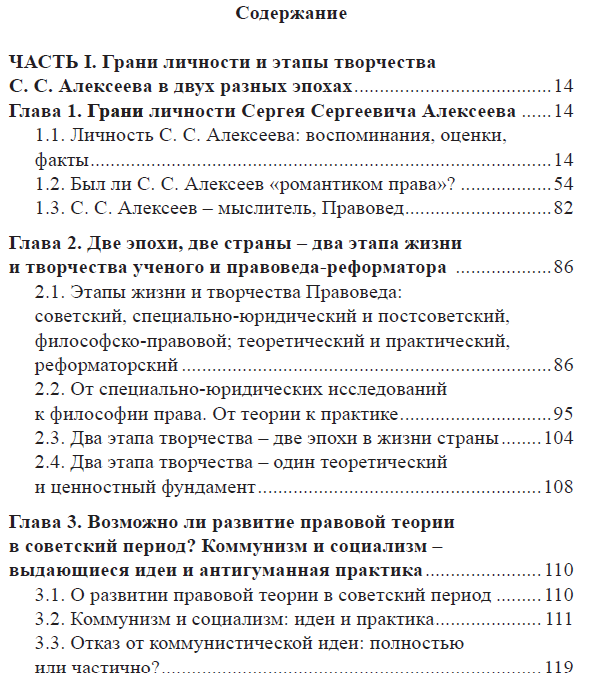 Содержание
ЧАСТЬ I. Грани личности и этапы творчества
С. С. Алексеева в двух разных эпохах....................................14
Глава 1. Грани личности Сергея Сергеевича Алексеева ......14
1.1. Личность С. С. Алексеева: воспоминания, оценки,
факты....................................................................................14
1.2. Был ли С. С. Алексеев «романтиком права»? .................54
1.3. С. С. Алексеев – мыслитель, Правовед..........................82
Глава 2. Две эпохи, две страны – два этапа жизни
и творчества ученого и правоведа-реформатора .................86
2.1. Этапы жизни и творчества Правоведа:
советский, специально-юридический и постсоветский,
философско-правовой; теоретический и практический,
реформаторский....................................................................86
2.2. От специально-юридических исследований
к философии права. От теории к практике...........................95
2.3. Два этапа творчества – две эпохи в жизни страны........104
2.4. Два этапа творчества – один теоретический
и ценностный фундамент....................................................108
Глава 3. Возможно ли развитие правовой теории
в советский период? Коммунизм и социализм –
выдающиеся идеи и антигуманная практика.....................110
3.1. О развитии правовой теории в советский период .........110
3.2. Коммунизм и социализм: идеи и практика...................111
3.3. Отказ от коммунистической идеи: полностью
или частично?......................................................................119